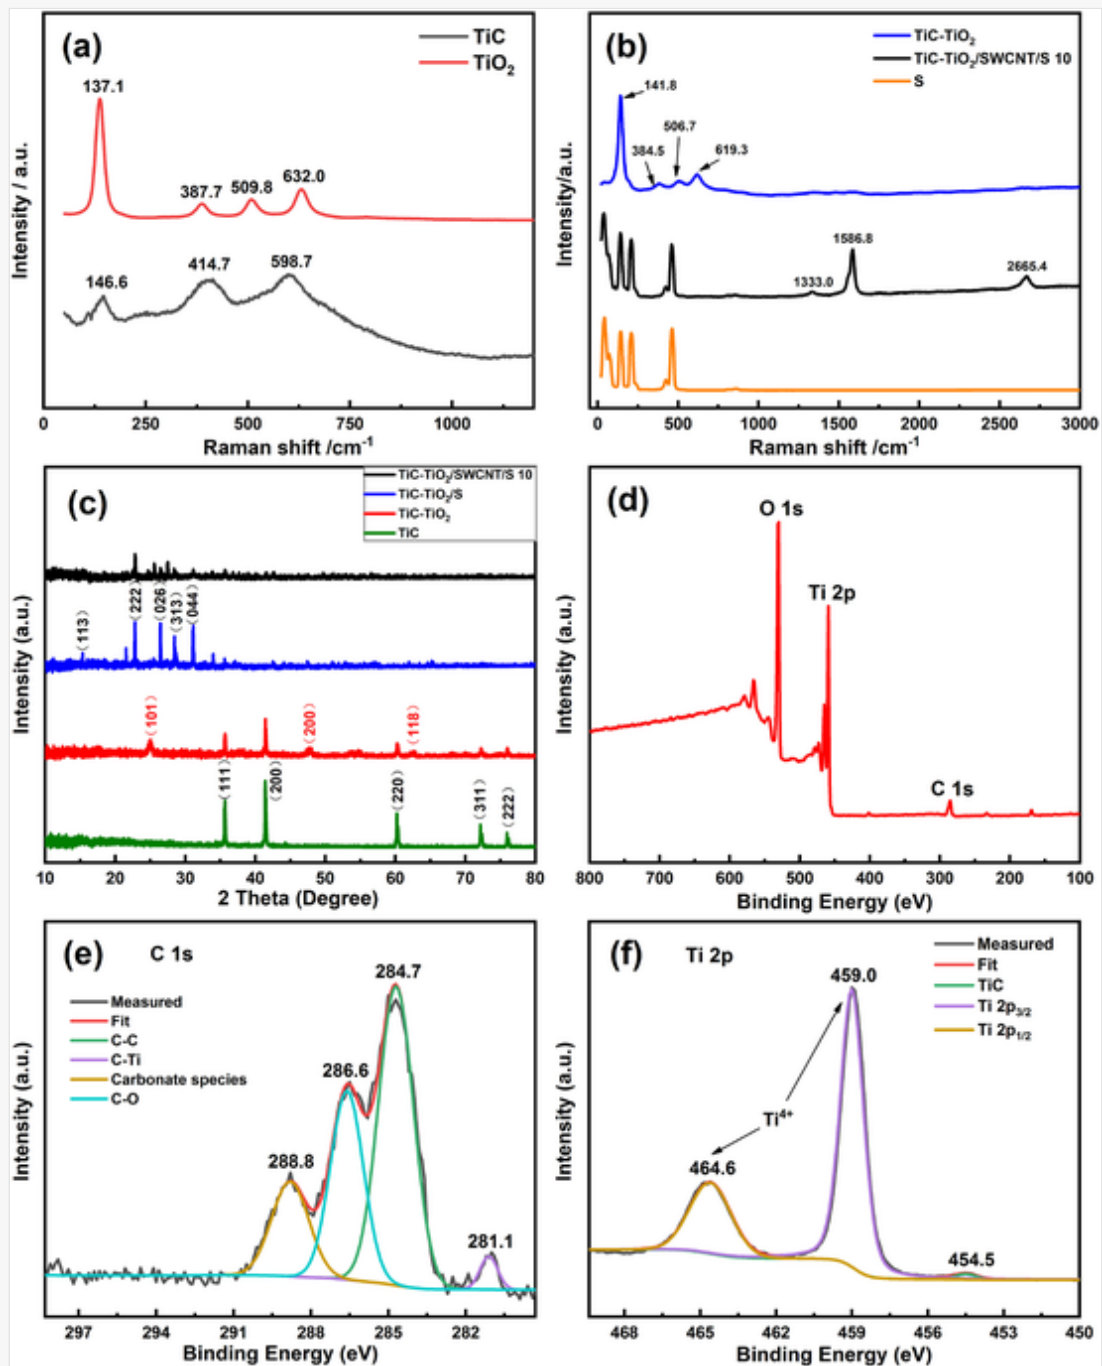 (a)
TiC
TiO₂
137.1
387.7
509.8
632.0
146.6
414.7
598.7
Intensity / a.u.
0 250 500 750 1000
Raman shift /cm⁻¹
(b)
TiC-TiO₂
TiC-TiO₂/SWCNT/S 10
S
141.8
384.5
506.7
619.3
1333.0
1586.8
2665.4
Intensity/a.u.
0 500 1000 1500 2000 2500 3000
Raman shift /cm⁻¹
(c)
TiC-TiO₂/SWCNT/S 10
TiC-TiO₂/S
TiC-TiO₂
TiC
(113)
(222)
(026)
(313)
(044)
(101)
(200)
(118)
(111)
(200)
(220)
(311)
(222)
Intensity (a.u.)
10 20 30 40 50 60 70 80
2 Theta (Degree)
(d)
O 1s
Ti 2p
C 1s
Intensity (a.u.)
800 700 600 500 400 300 200 100
Binding Energy (eV)
(e) C 1s
Measured
Fit
C-C
C-Ti
Carbonate species
C-O
284.7
286.6
288.8
281.1
Intensity (a.u.)
297 294 291 288 285 282
Binding Energy (eV)
(f) Ti 2p
Measured
Fit
TiC
Ti 2p₃/₂
Ti 2p₁/₂
459.0
Ti⁴⁺
464.6
454.5
Intensity (a.u.)
468 465 462 459 456 453 450
Binding Energy (eV)